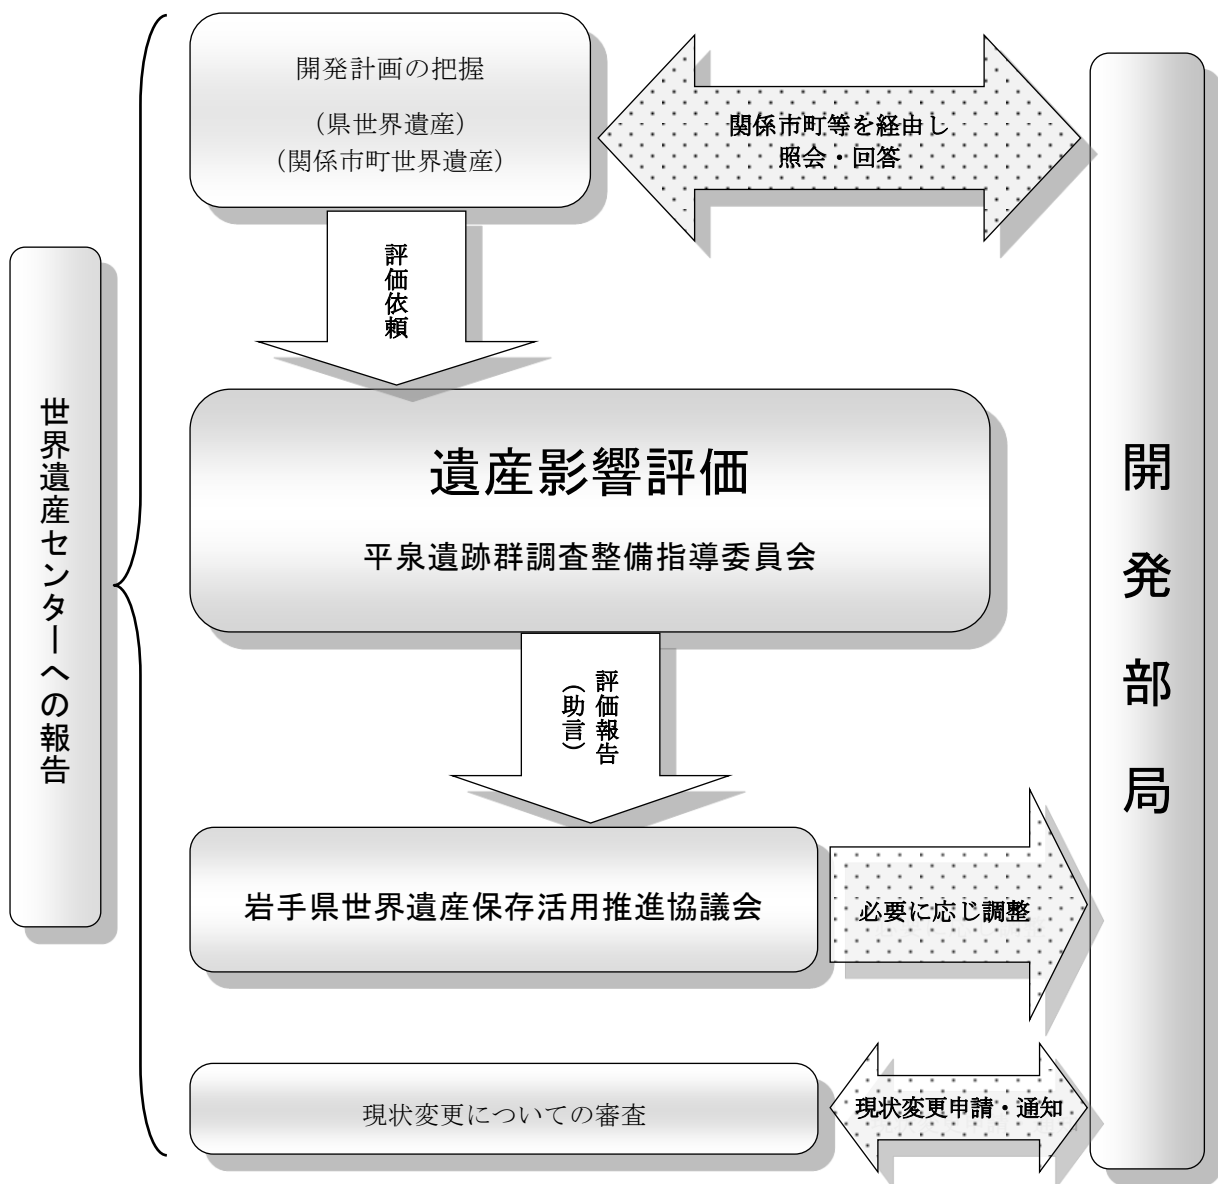 開発計画の把握
（県世界遺産）
（関係市町世界遺産）
関係市町等を経由し
照会・回答
評価依頼
遺産影響評価
平泉遺跡群調査整備指導委員会
世界遺産センターへの報告
開発部局
評価報告
（助言）
岩手県世界遺産保存活用推進協議会
必要に応じ調整
現状変更についての審査
現状変更申請・通知